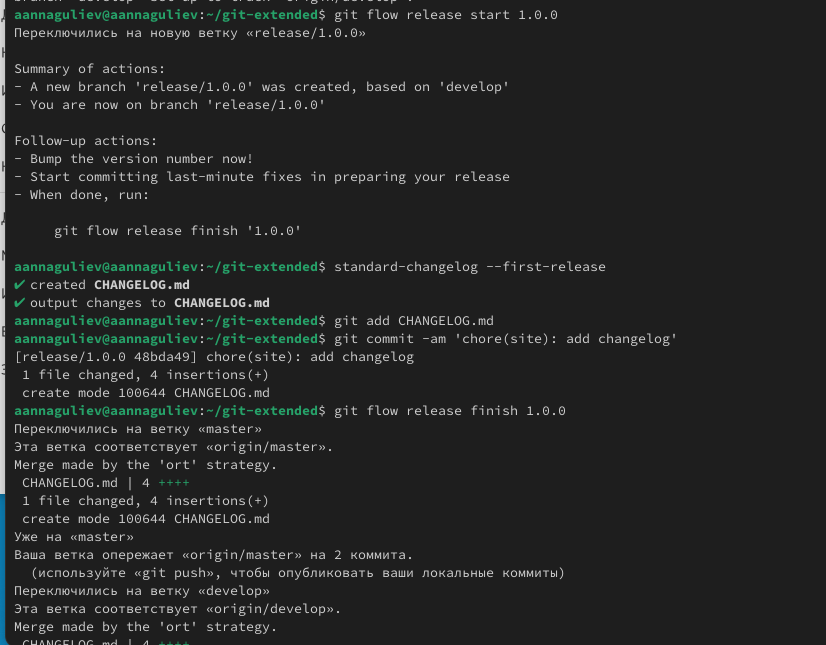 aannaguliev@aannaguliev:~/git-extended$ git flow release start 1.0.0
Переключились на новую ветку «release/1.0.0»

Summary of actions:
- A new branch 'release/1.0.0' was created, based on 'develop'
- You are now on branch 'release/1.0.0'

Follow-up actions:
- Bump the version number now!
- Start committing last-minute fixes in preparing your release
- When done, run:

     git flow release finish '1.0.0'

aannaguliev@aannaguliev:~/git-extended$ standard-changelog --first-release
✔ created CHANGELOG.md
✔ output changes to CHANGELOG.md
aannaguliev@aannaguliev:~/git-extended$ git add CHANGELOG.md
aannaguliev@aannaguliev:~/git-extended$ git commit -am 'chore(site): add changelog'
[release/1.0.0 48bda49] chore(site): add changelog
 1 file changed, 4 insertions(+)
 create mode 100644 CHANGELOG.md
aannaguliev@aannaguliev:~/git-extended$ git flow release finish 1.0.0
Переключились на ветку «master»
Эта ветка соответствует «origin/master».
Merge made by the 'ort' strategy.
 CHANGELOG.md | 4 ++++
 1 file changed, 4 insertions(+)
 create mode 100644 CHANGELOG.md
Уже на «master»
Ваша ветка опережает «origin/master» на 2 коммита.
  (используйте «git push», чтобы опубликовать ваши локальные коммиты)
Переключились на ветку «develop»
Эта ветка соответствует «origin/develop».
Merge made by the 'ort' strategy.
 CHANGELOG.md | 4 ++++